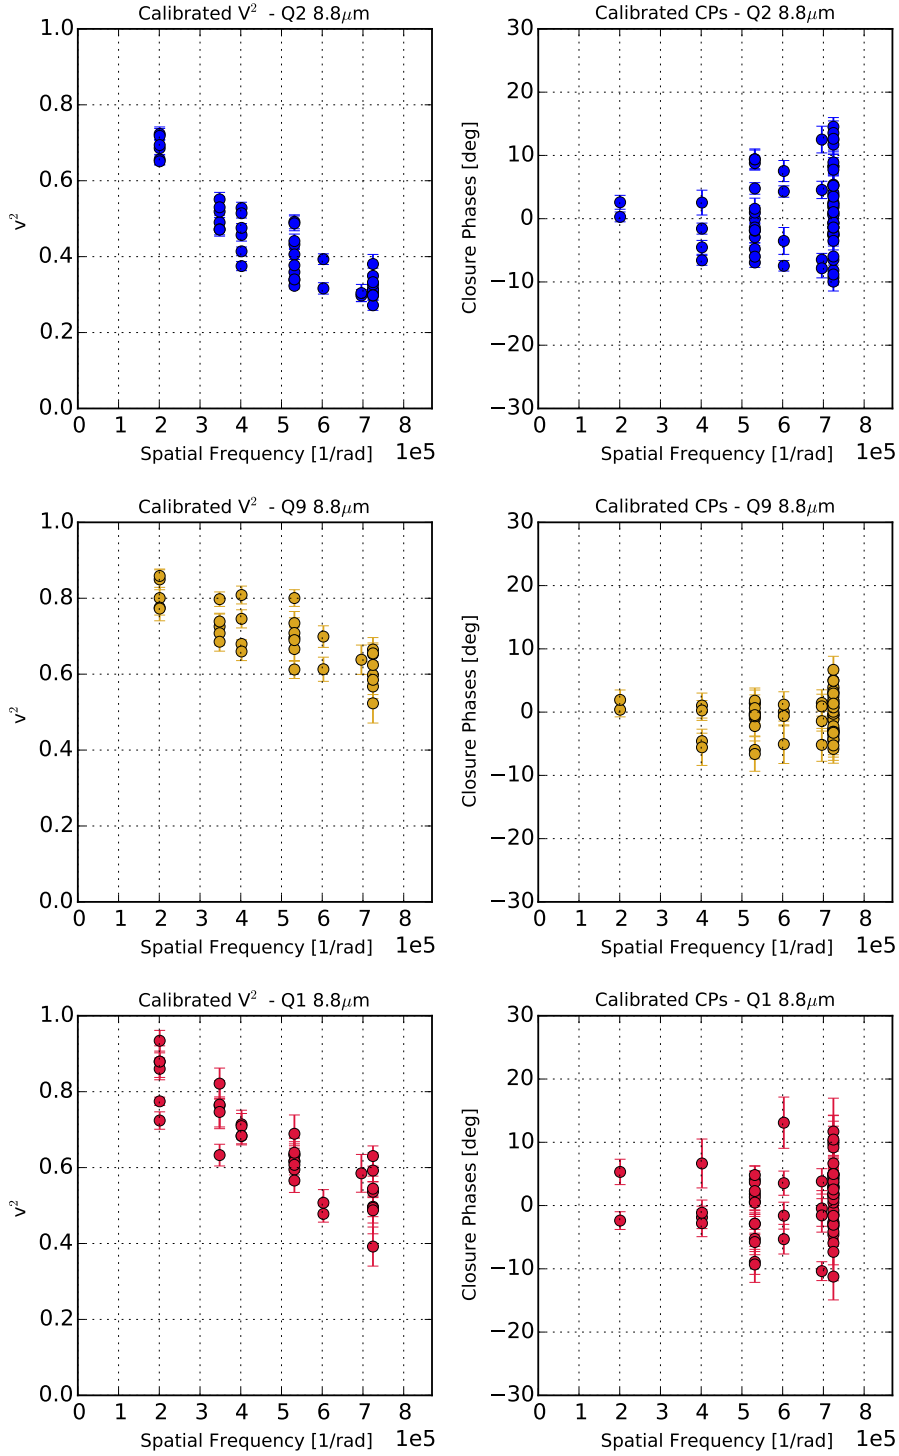 Calibrated V² - Q2 8.8μm
Calibrated CPs - Q2 8.8μm
1.0
0.8
0.6
0.4
0.2
0.0
v²
0 1 2 3 4 5 6 7 8
Spatial Frequency [1/rad] 1e5
30
20
10
0
−10
−20
−30
Closure Phases [deg]
0 1 2 3 4 5 6 7 8
Spatial Frequency [1/rad] 1e5
Calibrated V² - Q9 8.8μm
Calibrated CPs - Q9 8.8μm
1.0
0.8
0.6
0.4
0.2
0.0
v²
0 1 2 3 4 5 6 7 8
Spatial Frequency [1/rad] 1e5
30
20
10
0
−10
−20
−30
Closure Phases [deg]
0 1 2 3 4 5 6 7 8
Spatial Frequency [1/rad] 1e5
Calibrated V² - Q1 8.8μm
Calibrated CPs - Q1 8.8μm
1.0
0.8
0.6
0.4
0.2
0.0
v²
0 1 2 3 4 5 6 7 8
Spatial Frequency [1/rad] 1e5
30
20
10
0
−10
−20
−30
Closure Phases [deg]
0 1 2 3 4 5 6 7 8
Spatial Frequency [1/rad] 1e5